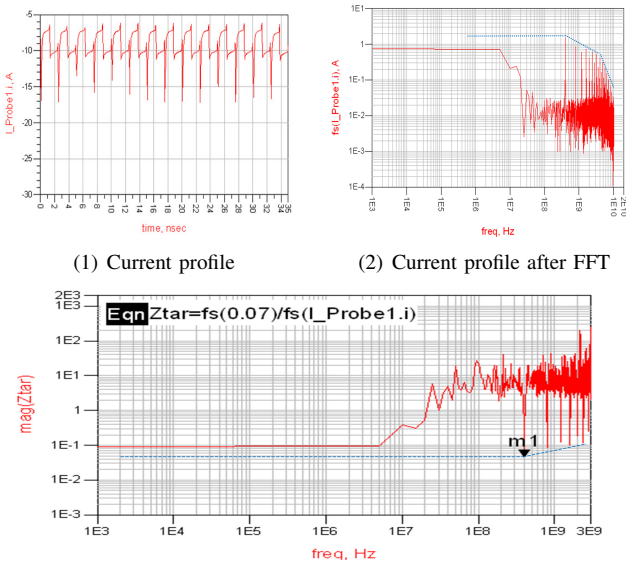 I_Probe1.i, A
-5
-10
-15
-20
-25
-30
0 2 4 6 8 10 12 14 16 18 20 22 24 26 28 30 32 34 35
time, nsec
(1) Current profile
fs(I_Probe1.i), A
1E1
1
1E-1
1E-2
1E-3
1E-4
1E3 1E4 1E5 1E6 1E7 1E8 1E9 1E10 2E10
freq, Hz
(2) Current profile after FFT
Eqn Ztar=fs(0.07)/fs(I_Probe1.i)
mag(Ztar)
2E3
1E3
1E2
1E1
1
1E-1
1E-2
1E-3
m1
1E3 1E4 1E5 1E6 1E7 1E8 1E9 3E9
freq, Hz